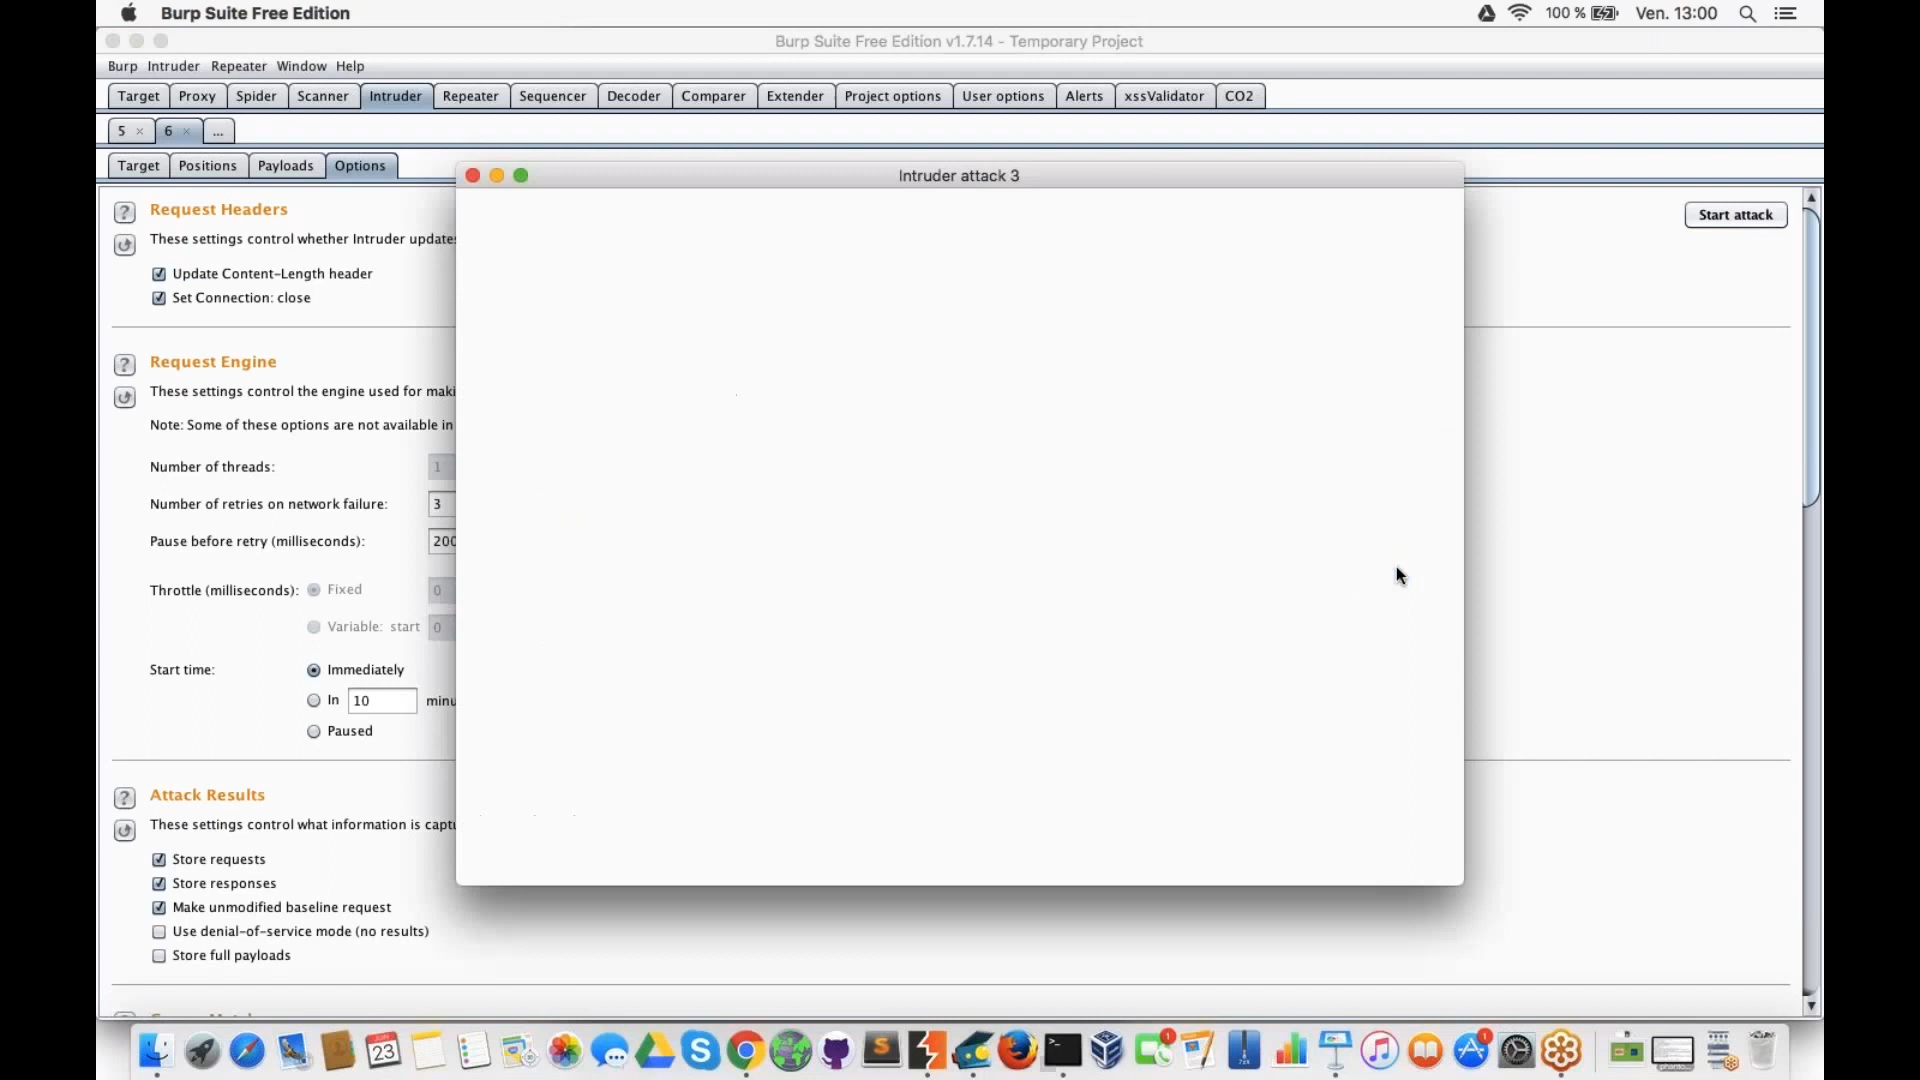 Burp Suite Free Edition
100 %
Ven. 13:00
Burp Suite Free Edition v1.7.14 - Temporary Project
Burp Intruder Repeater Window Help
Target Proxy Spider Scanner Intruder Repeater Sequencer Decoder Comparer Extender Project options User options Alerts xssValidator CO2
5 × 6 × ...
Target Positions Payloads Options
Intruder attack 3
? Request Headers
Start attack
These settings control whether Intruder updates
Update Content-Length header
Set Connection: close
? Request Engine
These settings control the engine used for maki
Note: Some of these options are not available in
Number of threads: 1
Number of retries on network failure: 3
Pause before retry (milliseconds): 200
Throttle (milliseconds): Fixed 0
Variable: start 0
Start time: Immediately
In 10 minu
Paused
? Attack Results
These settings control what information is captu
Store requests
Store responses
Make unmodified baseline request
Use denial-of-service mode (no results)
Store full payloads
23
1
1